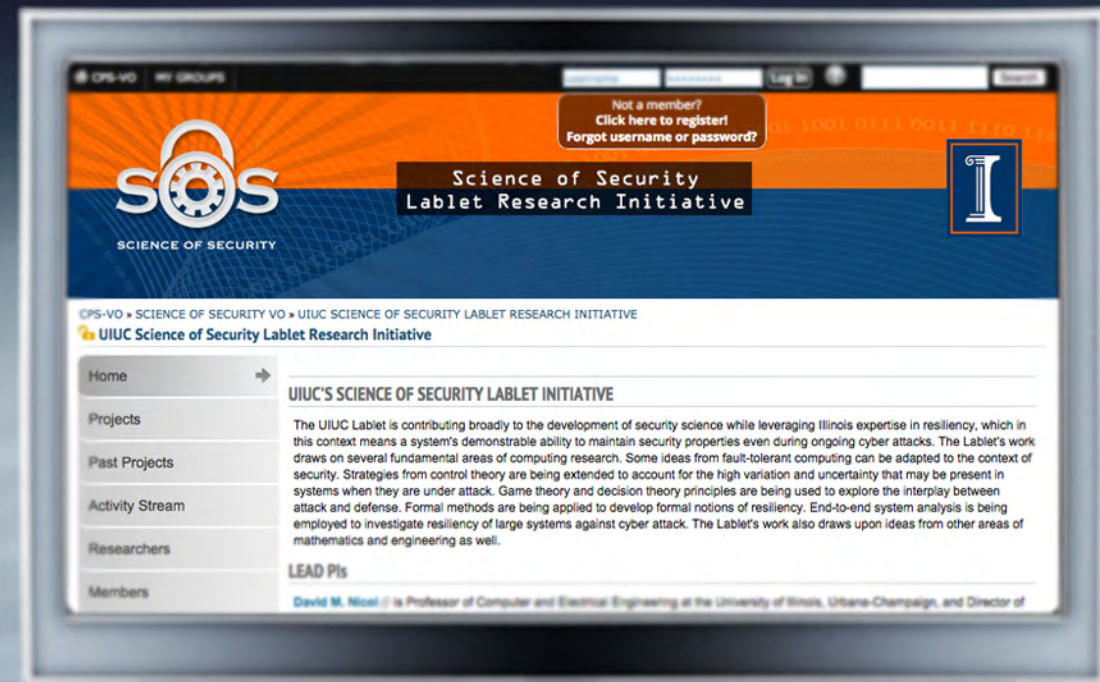 CPS-VO MY GROUPS
username
Log in
Search
Not a member?
Click here to register!
Forgot username or password?
1001 0111 0011 1110
Science of Security
Lablet Research Initiative
SOS
SCIENCE OF SECURITY
I
CPS-VO » SCIENCE OF SECURITY VO » UIUC SCIENCE OF SECURITY LABLET RESEARCH INITIATIVE
UIUC Science of Security Lablet Research Initiative
Home
Projects
Past Projects
Activity Stream
Researchers
Members
UIUC'S SCIENCE OF SECURITY LABLET INITIATIVE
The UIUC Lablet is contributing broadly to the development of security science while leveraging Illinois expertise in resiliency, which in
this context means a system's demonstrable ability to maintain security properties even during ongoing cyber attacks. The Lablet's work
draws on several fundamental areas of computing research. Some ideas from fault-tolerant computing can be adapted to the context of
security. Strategies from control theory are being extended to account for the high variation and uncertainty that may be present in
systems when they are under attack. Game theory and decision theory principles are being used to explore the interplay between
attack and defense. Formal methods are being applied to develop formal notions of resiliency. End-to-end system analysis is being
employed to investigate resiliency of large systems against cyber attack. The Lablet's work also draws upon ideas from other areas of
mathematics and engineering as well.
LEAD PIs
David M. Nicol is Professor of Computer and Electrical Engineering at the University of Illinois, Urbana-Champaign, and Director of